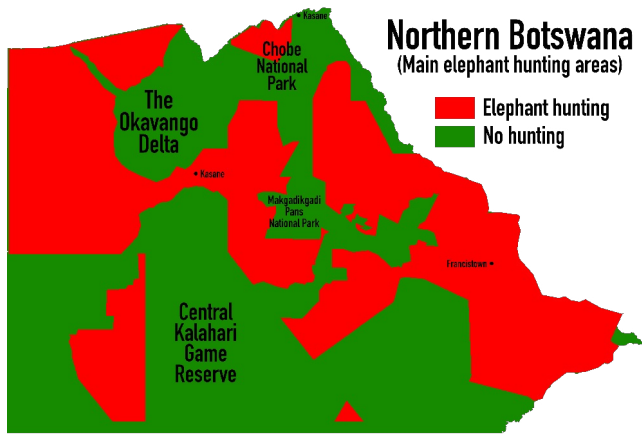 Northern Botswana
(Main elephant hunting areas)
Elephant hunting
No hunting
Kasane
Chobe
National
Park
The
Okavango
Delta
Kasane
Makgadikgadi
Pans
National Park
Francistown
Central
Kalahari
Game
Reserve